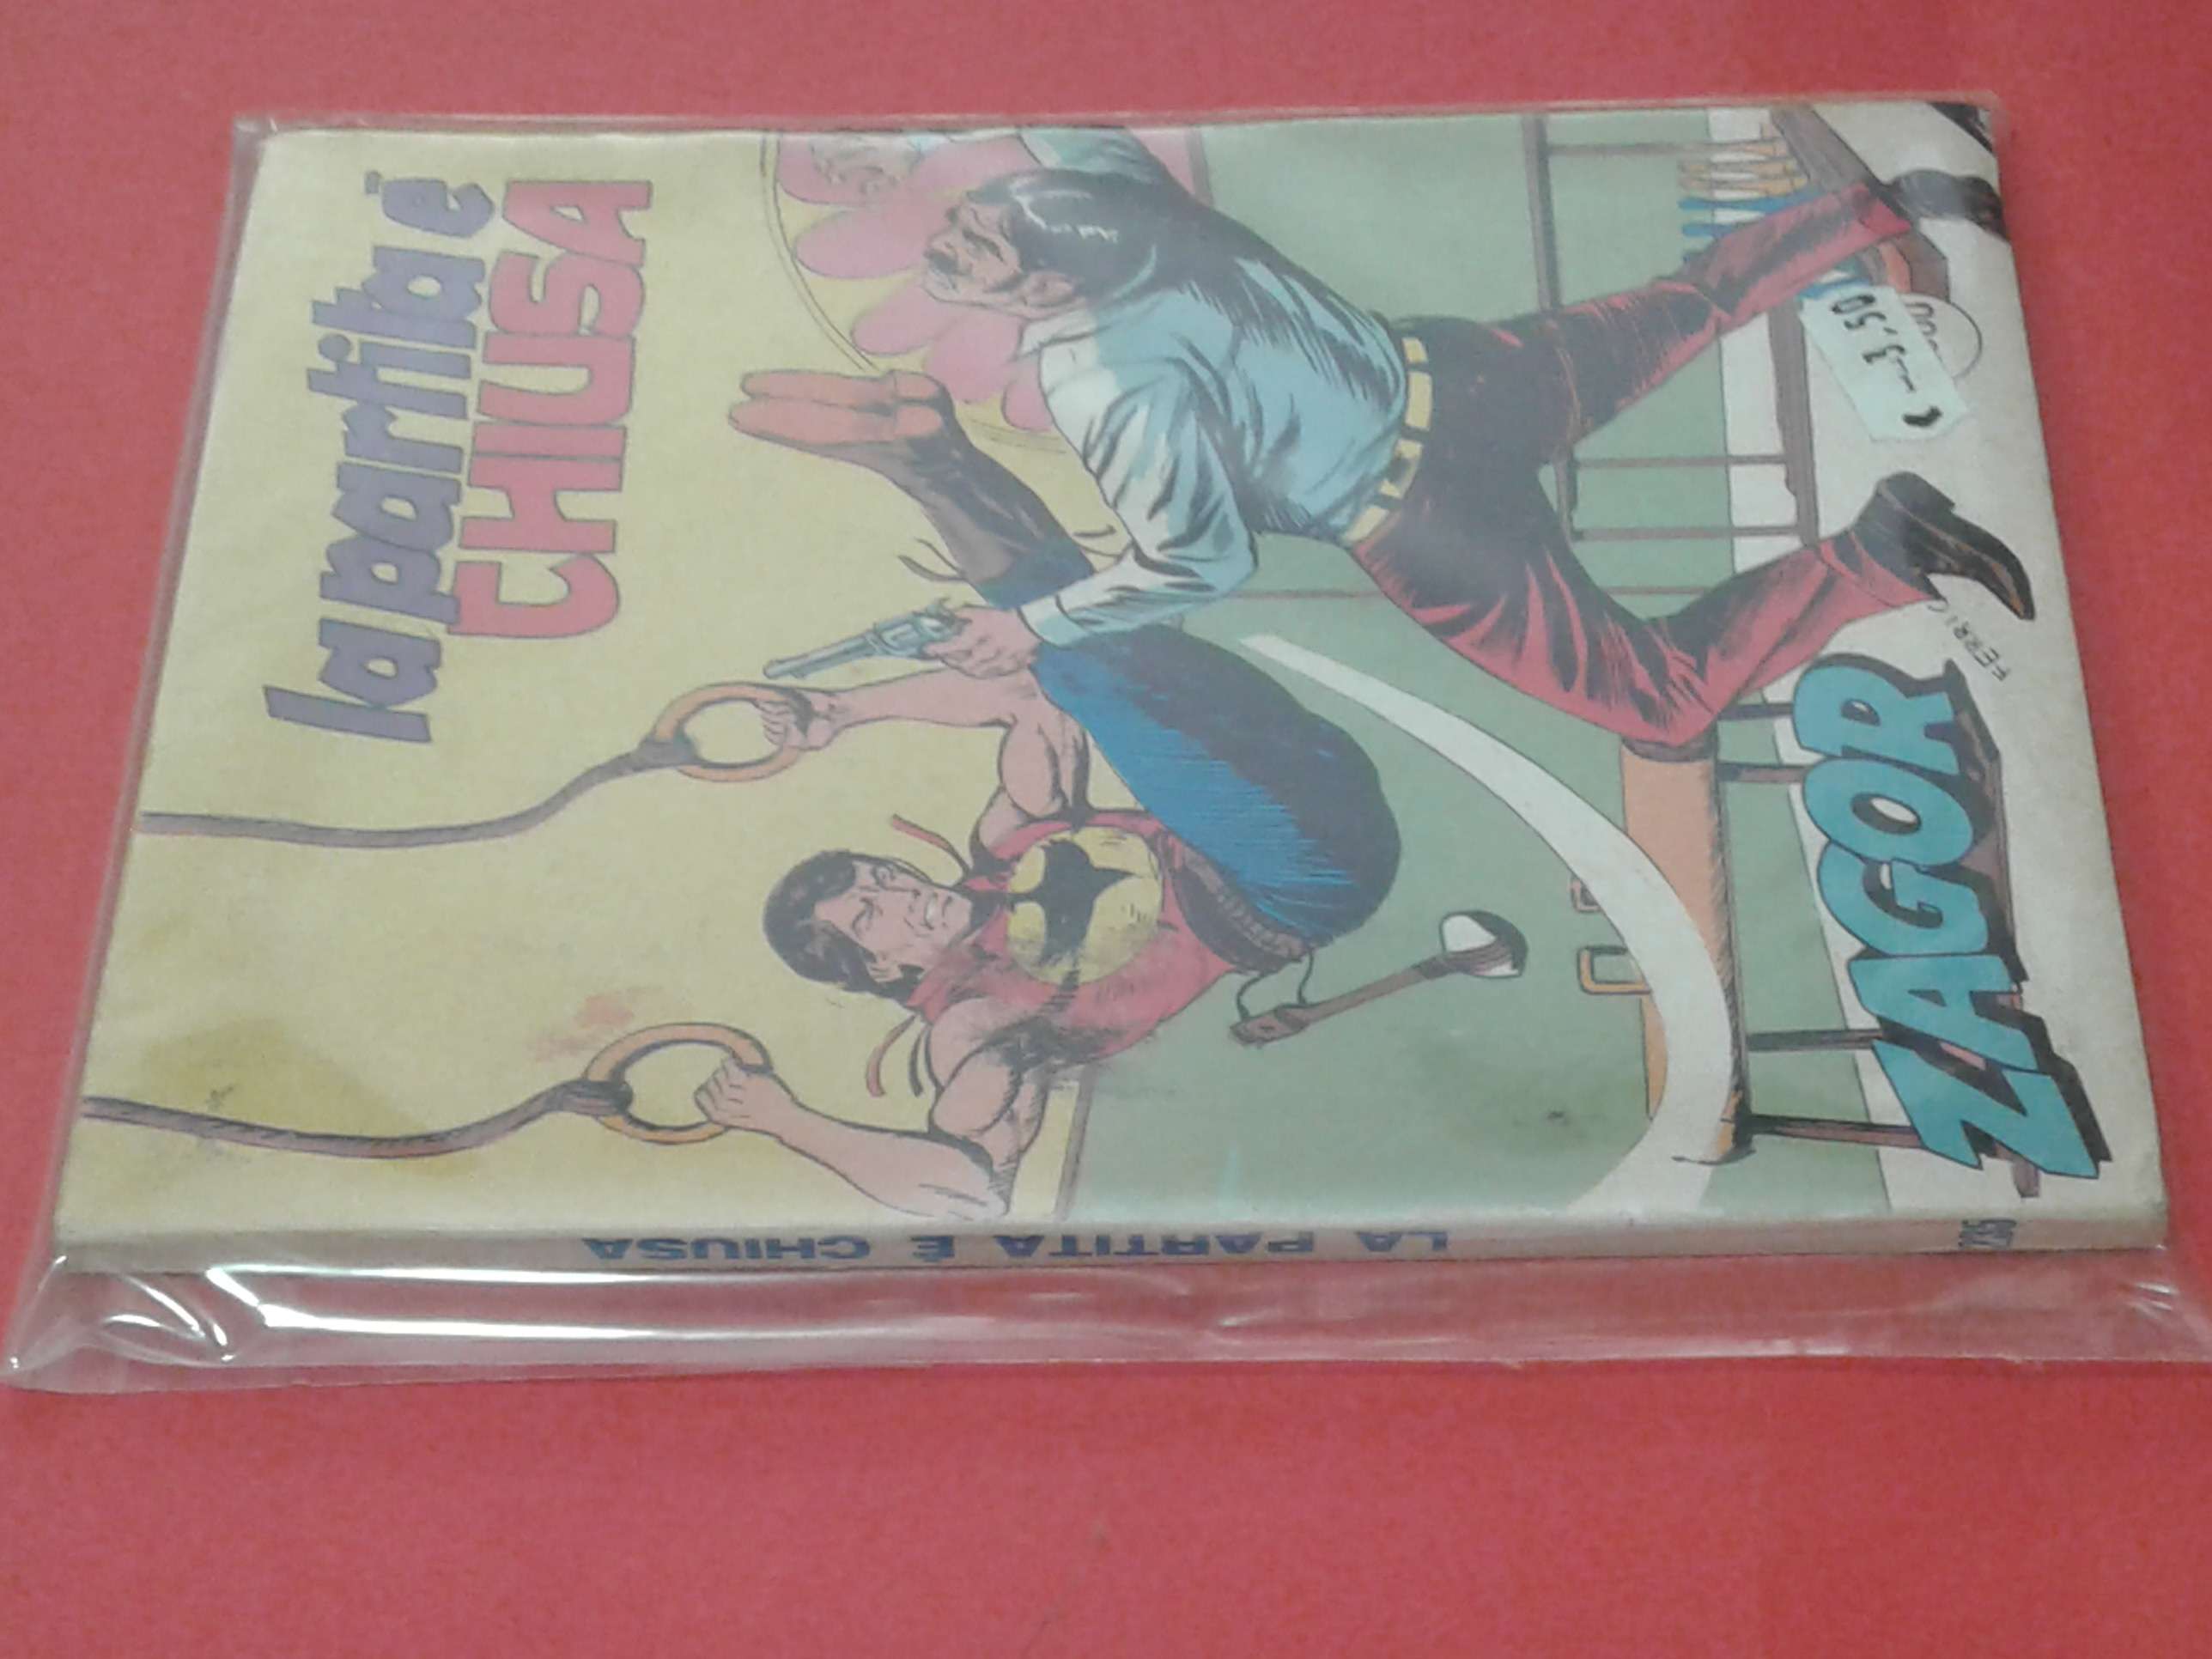 ZAGOR
FERRI
3.50
la partita è
CHIUSA
LA PARTITA È CHIUSA